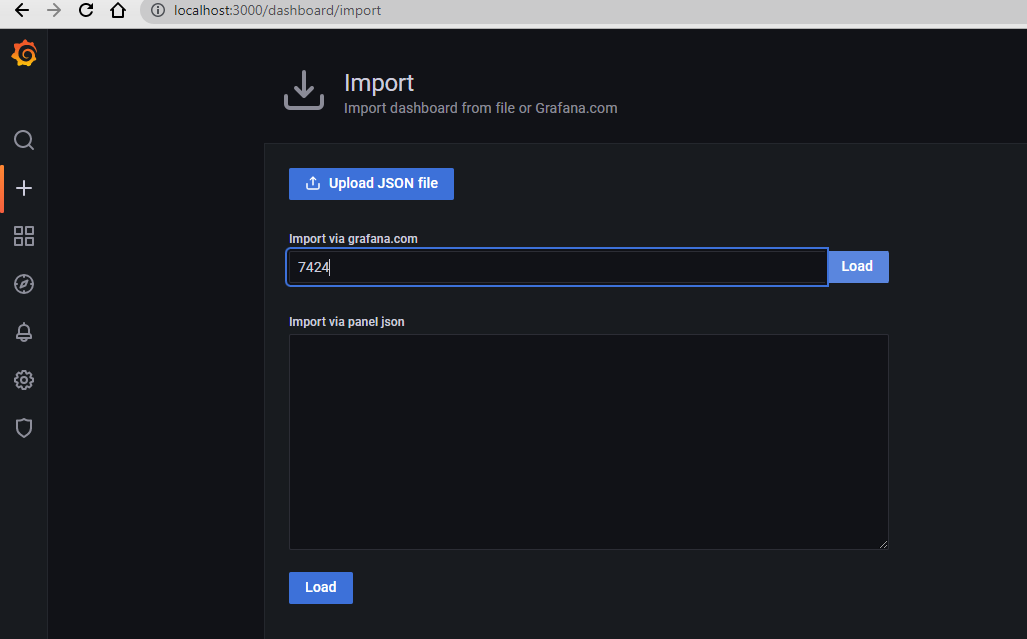 localhost:3000/dashboard/import
Import
Import dashboard from file or Grafana.com
Upload JSON file
Import via grafana.com
7424
Load
Import via panel json
Load